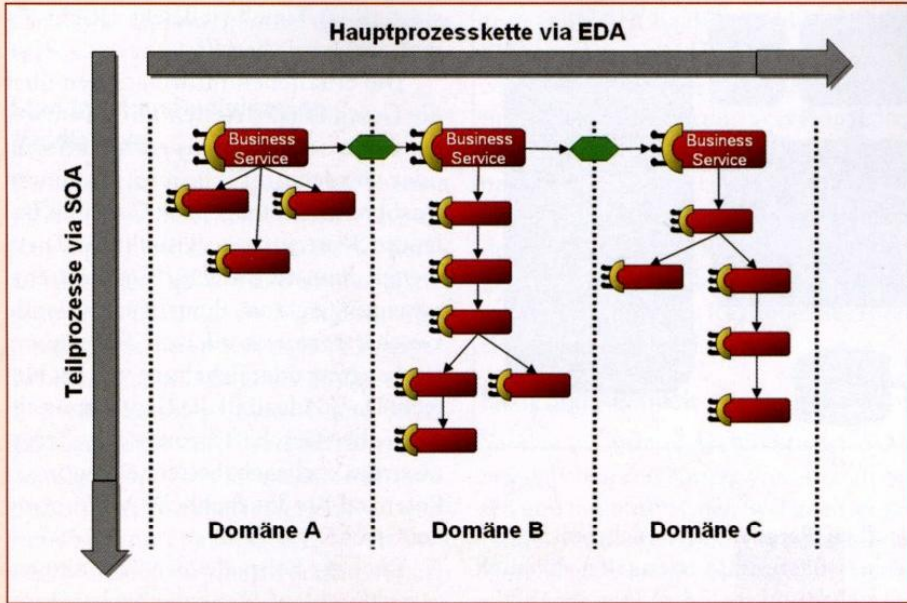 Hauptprozesskette via EDA
Teilprozesse via SOA
Business
Service
Business
Service
Business
Service
Domäne A
Domäne B
Domäne C